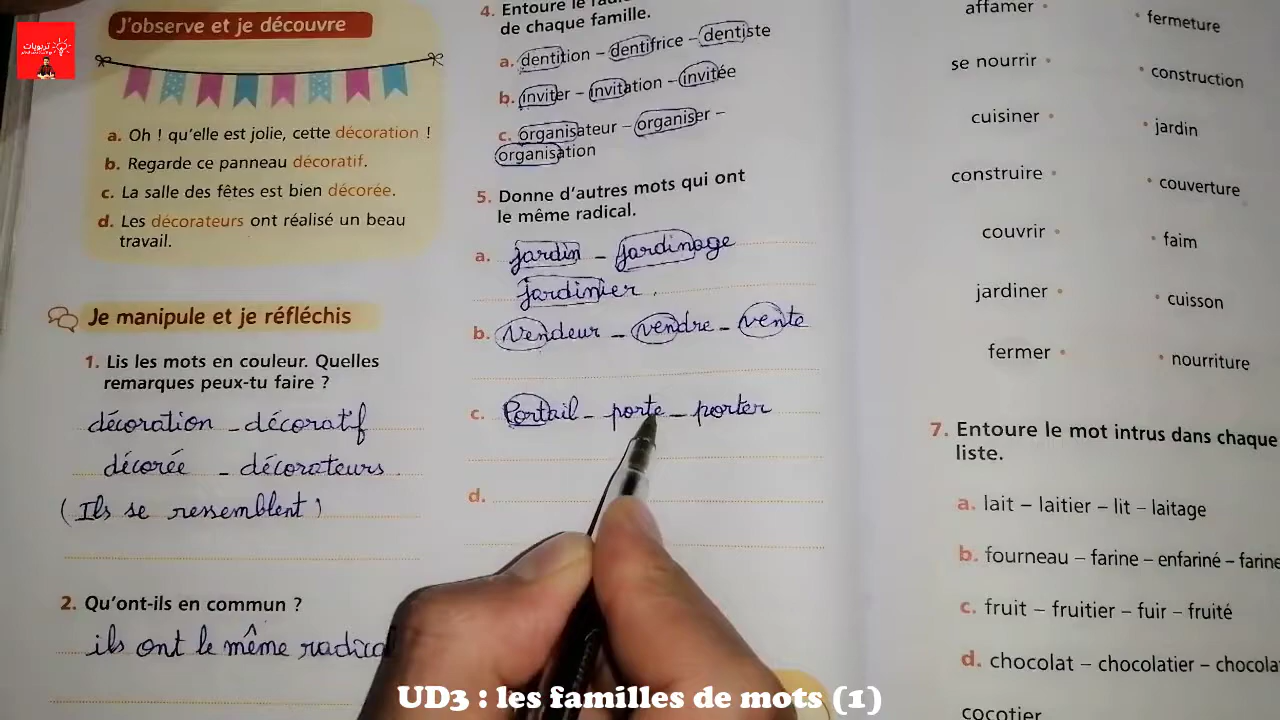 تربويات
J'observe et je découvre
a. Oh ! qu'elle est jolie, cette décoration !
b. Regarde ce panneau décoratif.
c. La salle des fêtes est bien décorée.
d. Les décorateurs ont réalisé un beau
travail.
Je manipule et je réfléchis
1. Lis les mots en couleur. Quelles
remarques peux-tu faire ?
décoration - décoratif
décorée - décorateurs
(Ils se ressemblent)
2. Qu'ont-ils en commun ?
ils ont le même radical
4. Entoure le
de chaque famille.
a. dentition – dentifrice – dentiste
b. inviter – invitation – invitée
c. organisateur – organiser –
organisation
5. Donne d'autres mots qui ont
le même radical.
a. jardin - jardinage
jardinier.
b. vendeur - vendre - vente
c. Portail - porte - porter
d.
affamer • • fermeture
se nourrir • • construction
cuisiner • • jardin
construire • • couverture
couvrir • • faim
jardiner • • cuisson
fermer • • nourriture
7. Entoure le mot intrus dans chaque
liste.
a. lait – laitier – lit – laitage
b. fourneau – farine – enfariné – farine
c. fruit – fruitier – fuir – fruité
d. chocolat – chocolatier – chocola
cocotier
UD3 : les familles de mots (1)